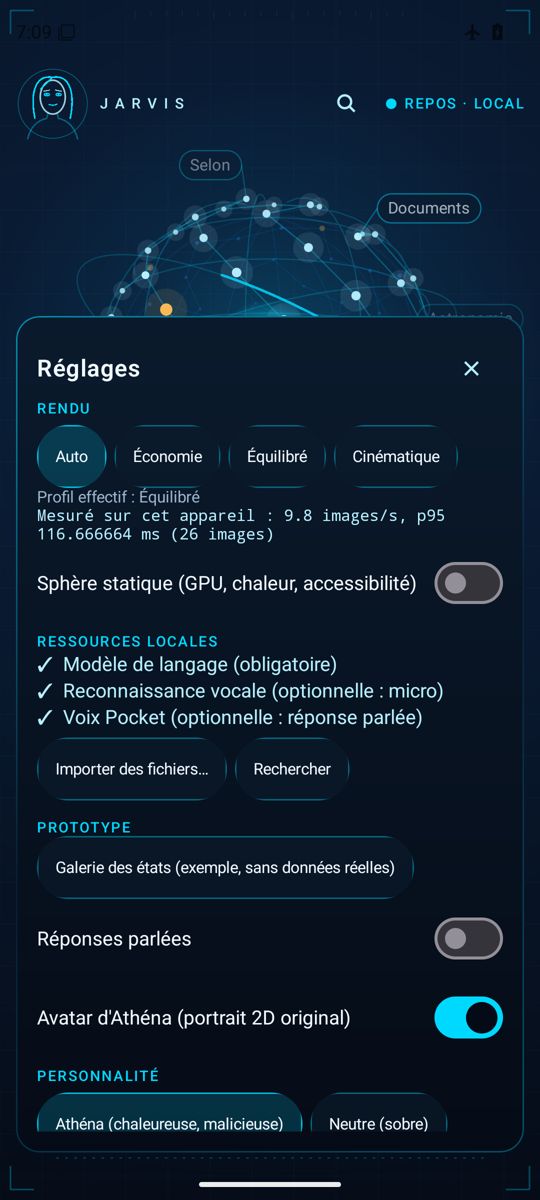 7:09
JARVIS
REPOS · LOCAL
Selon
Documents
Astronomie
Réglages
RENDU
Auto
Économie
Équilibré
Cinématique
Profil effectif : Équilibré
Mesuré sur cet appareil : 9.8 images/s, p95
116.666664 ms (26 images)
Sphère statique (GPU, chaleur, accessibilité)
RESSOURCES LOCALES
✓ Modèle de langage (obligatoire)
✓ Reconnaissance vocale (optionnelle : micro)
✓ Voix Pocket (optionnelle : réponse parlée)
Importer des fichiers…
Rechercher
PROTOTYPE
Galerie des états (exemple, sans données réelles)
Réponses parlées
Avatar d'Athéna (portrait 2D original)
PERSONNALITÉ
Athéna (chaleureuse, malicieuse)
Neutre (sobre)